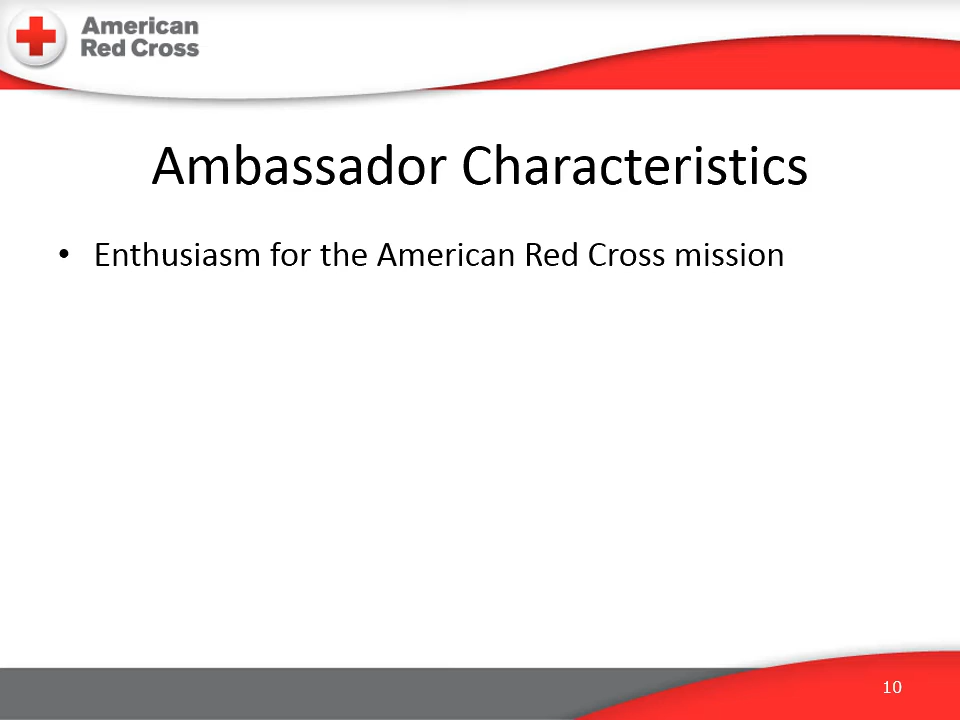 American
Red Cross
Ambassador Characteristics
• Enthusiasm for the American Red Cross mission
10